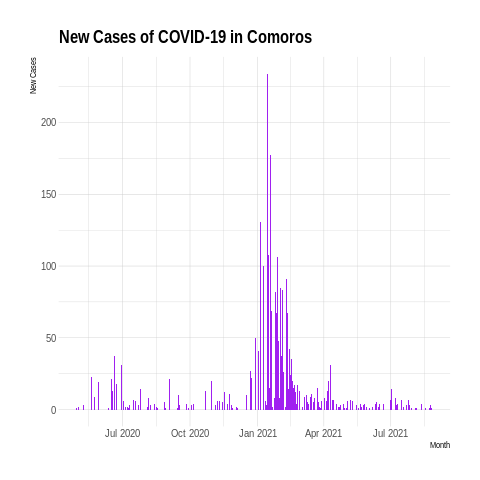 New Cases of COVID-19 in Comoros
New Cases
200
150
100
50
0
Jul 2020 Oct 2020 Jan 2021 Apr 2021 Jul 2021
Month